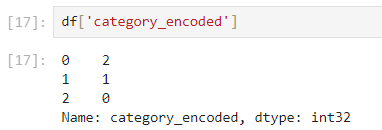 [17]: df['category_encoded']
[17]: 0    2
1    1
2    0
Name: category_encoded, dtype: int32